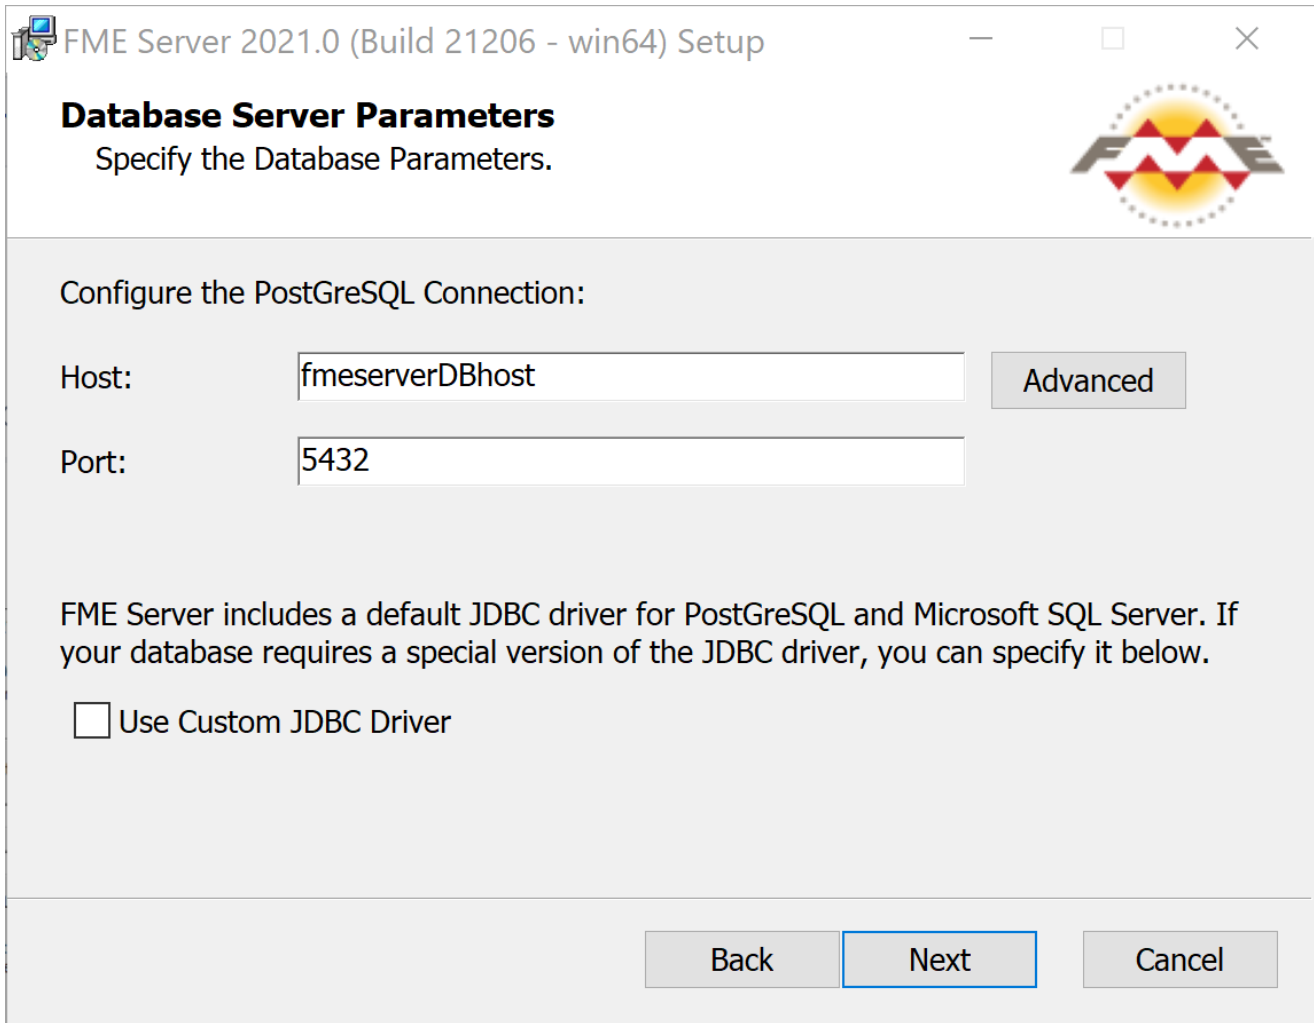 FME Server 2021.0 (Build 21206 - win64) Setup
Database Server Parameters
Specify the Database Parameters.
FME
Configure the PostGreSQL Connection:
Host:
fmeserverDBhost
Advanced
Port:
5432
FME Server includes a default JDBC driver for PostGreSQL and Microsoft SQL Server. If
your database requires a special version of the JDBC driver, you can specify it below.
Use Custom JDBC Driver
Back
Next
Cancel